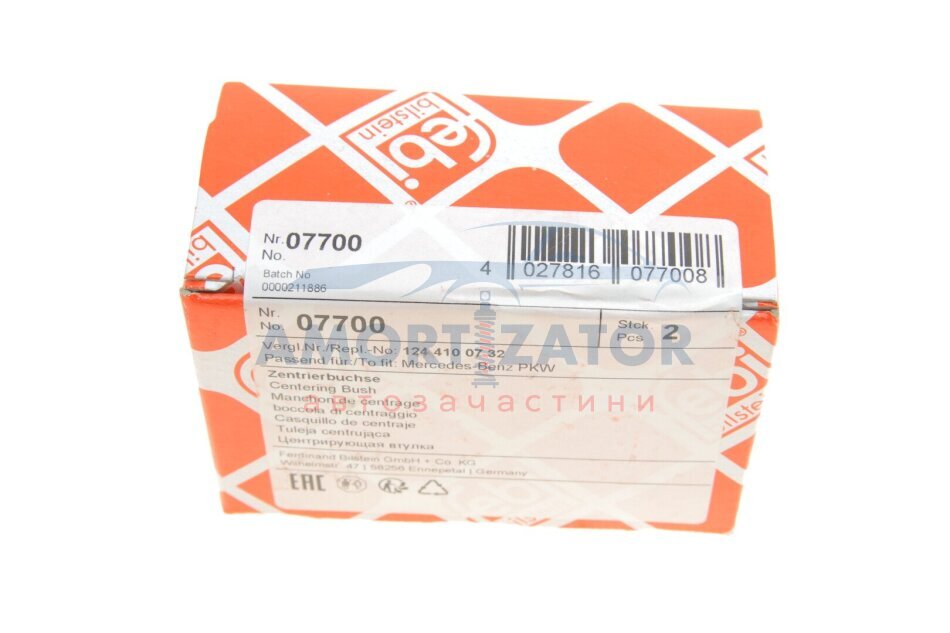 febi
bilstein
bilstein
Nr. 07700
No.
Batch No
0000211886
4 027816 077008
Nr.
No. 07700
Stck.
Pcs. 2
Vergl.Nr./Repl.-No: 124 410 07 32
Passend für:/To fit: Mercedes-Benz PKW
AMORTIZATOR
автозачастини
Zentrierbuchse
Centering Bush
Manchon de centrage
boccola di centraggio
Casquillo de centraje
Tuleja centrująca
Центрирующая втулка
Ferdinand Bilstein GmbH + Co. KG
Wilhelmstr. 47 | 58256 Ennepetal | Germany
EAC
bilstein